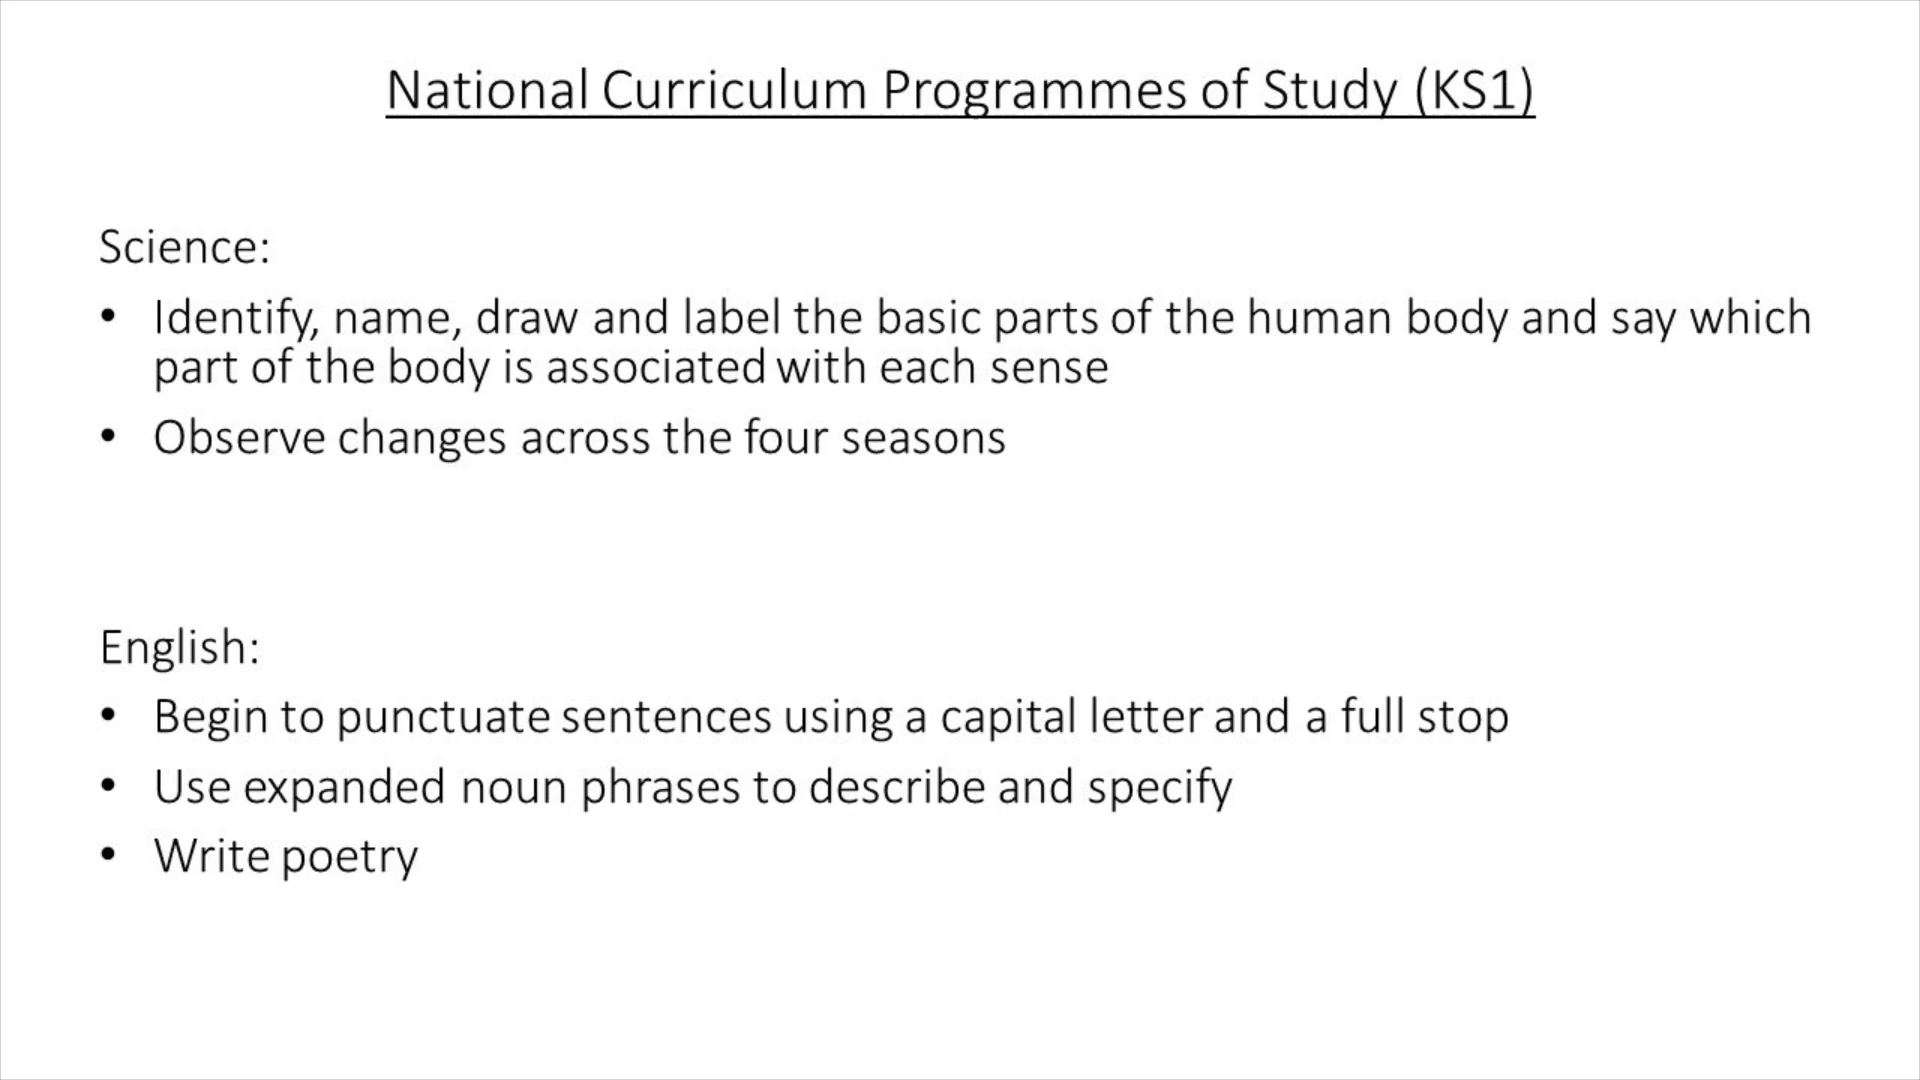 National Curriculum Programmes of Study (KS1)
Science:
• Identify, name, draw and label the basic parts of the human body and say which
part of the body is associated with each sense
• Observe changes across the four seasons
English:
• Begin to punctuate sentences using a capital letter and a full stop
• Use expanded noun phrases to describe and specify
• Write poetry